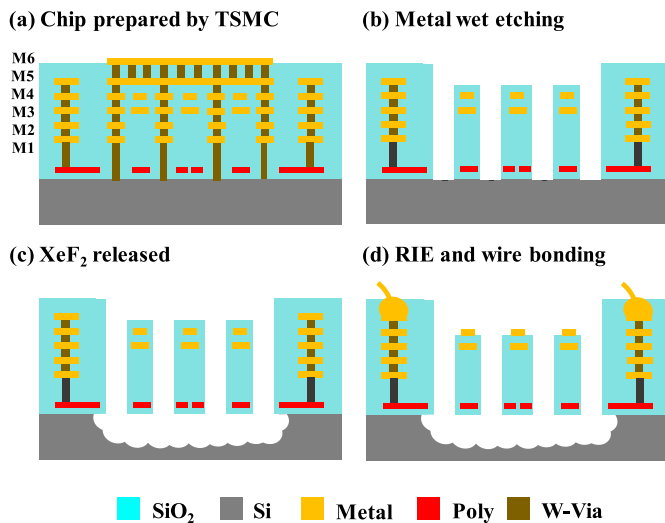 (a) Chip prepared by TSMC
(b) Metal wet etching
M6
M5
M4
M3
M2
M1
(c) XeF₂ released
(d) RIE and wire bonding
SiO₂
Si
Metal
Poly
W-Via